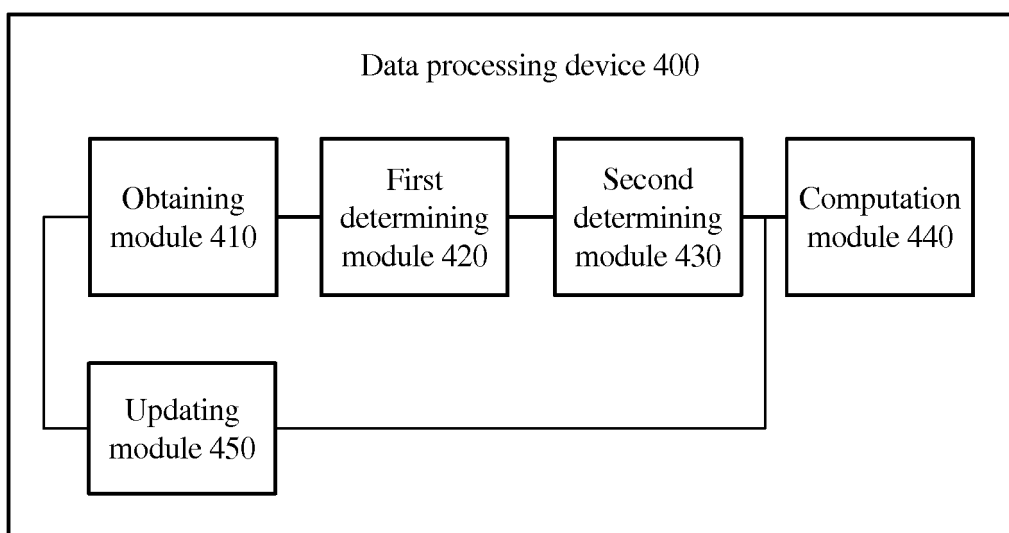 Data processing device 400
Obtaining
module 410
First
determining
module 420
Second
determining
module 430
Computation
module 440
Updating
module 450